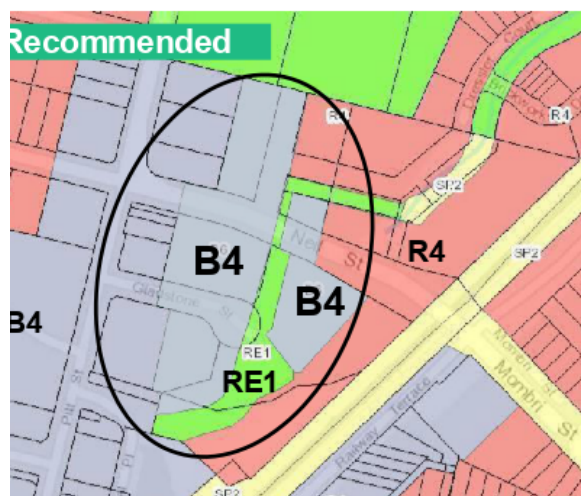 Recommended
R4
SP2
R4
SP2
B4
Neil St
R4
B4
B4
Gladstone St
RE1
RE1
Pitt St
Pl
Railway Terrace
Mombri St
SP2